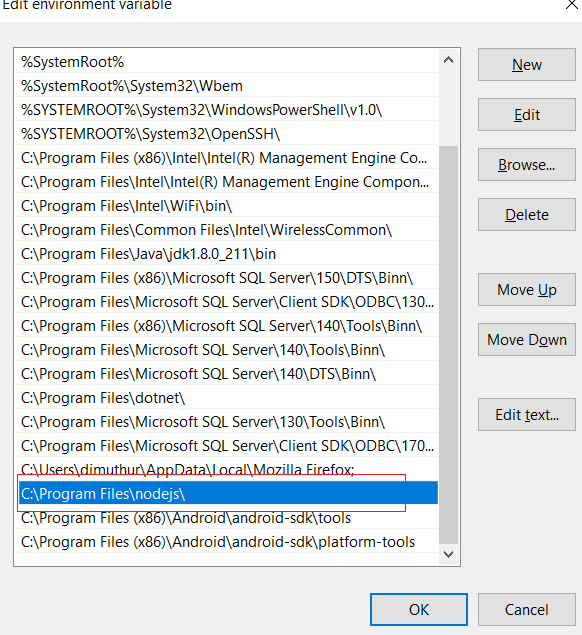 Edit environment variable
%SystemRoot%
%SystemRoot%\System32\Wbem
%SYSTEMROOT%\System32\WindowsPowerShell\v1.0\
%SYSTEMROOT%\System32\OpenSSH\
C:\Program Files (x86)\Intel\Intel(R) Management Engine Co...
C:\Program Files\Intel\Intel(R) Management Engine Compon...
C:\Program Files\Intel\WiFi\bin\
C:\Program Files\Common Files\Intel\WirelessCommon\
C:\Program Files\Java\jdk1.8.0_211\bin
C:\Program Files (x86)\Microsoft SQL Server\150\DTS\Binn\
C:\Program Files\Microsoft SQL Server\Client SDK\ODBC\130...
C:\Program Files (x86)\Microsoft SQL Server\140\Tools\Binn\
C:\Program Files\Microsoft SQL Server\140\Tools\Binn\
C:\Program Files\Microsoft SQL Server\140\DTS\Binn\
C:\Program Files\dotnet\
C:\Program Files\Microsoft SQL Server\130\Tools\Binn\
C:\Program Files\Microsoft SQL Server\Client SDK\ODBC\170...
C:\Users\dimuthur\AppData\Local\Mozilla Firefox;
C:\Program Files\nodejs\
C:\Program Files (x86)\Android\android-sdk\tools
C:\Program Files (x86)\Android\android-sdk\platform-tools
New
Edit
Browse...
Delete
Move Up
Move Down
Edit text...
OK
Cancel